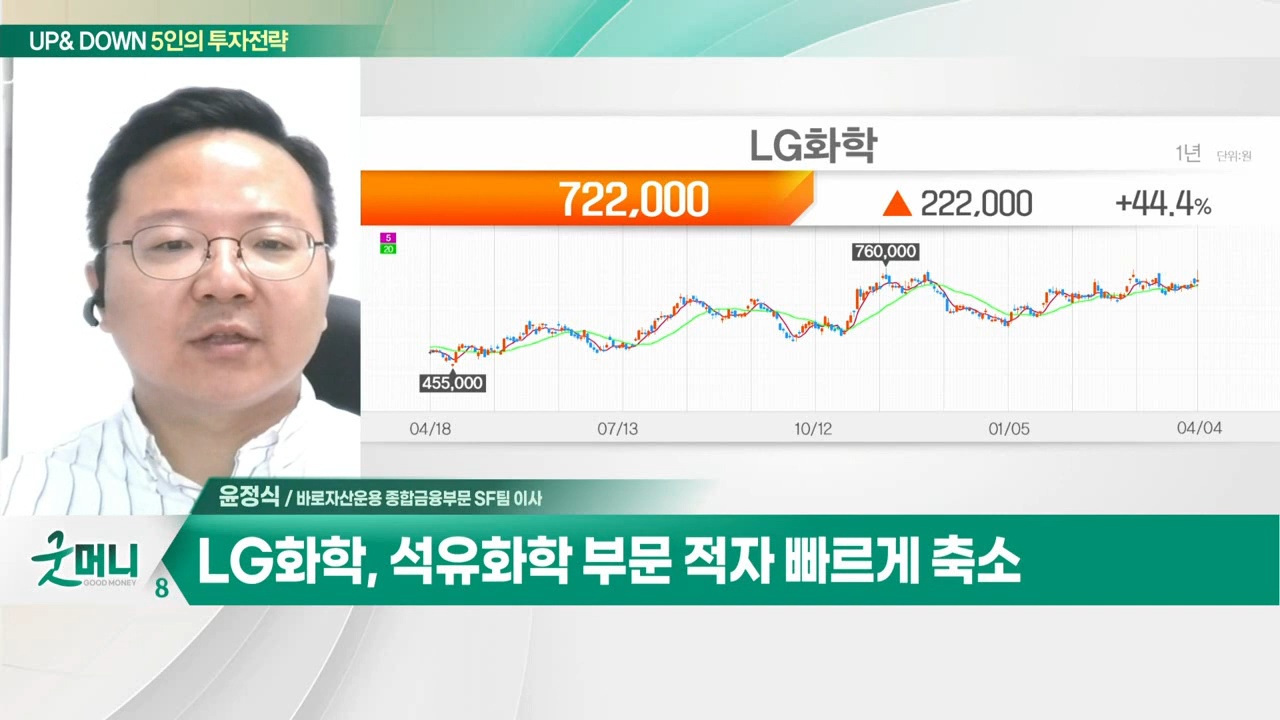 UP& DOWN 5인의 투자전략
LG화학
1년 단위:원
722,000 ▲ 222,000 +44.4%
5
20
760,000
455,000
04/18 07/13 10/12 01/05 04/04
윤정식 / 바로자산운용 종합금융부문 SF팀 이사
굿머니
GOOD MONEY
8
LG화학, 석유화학 부문 적자 빠르게 축소